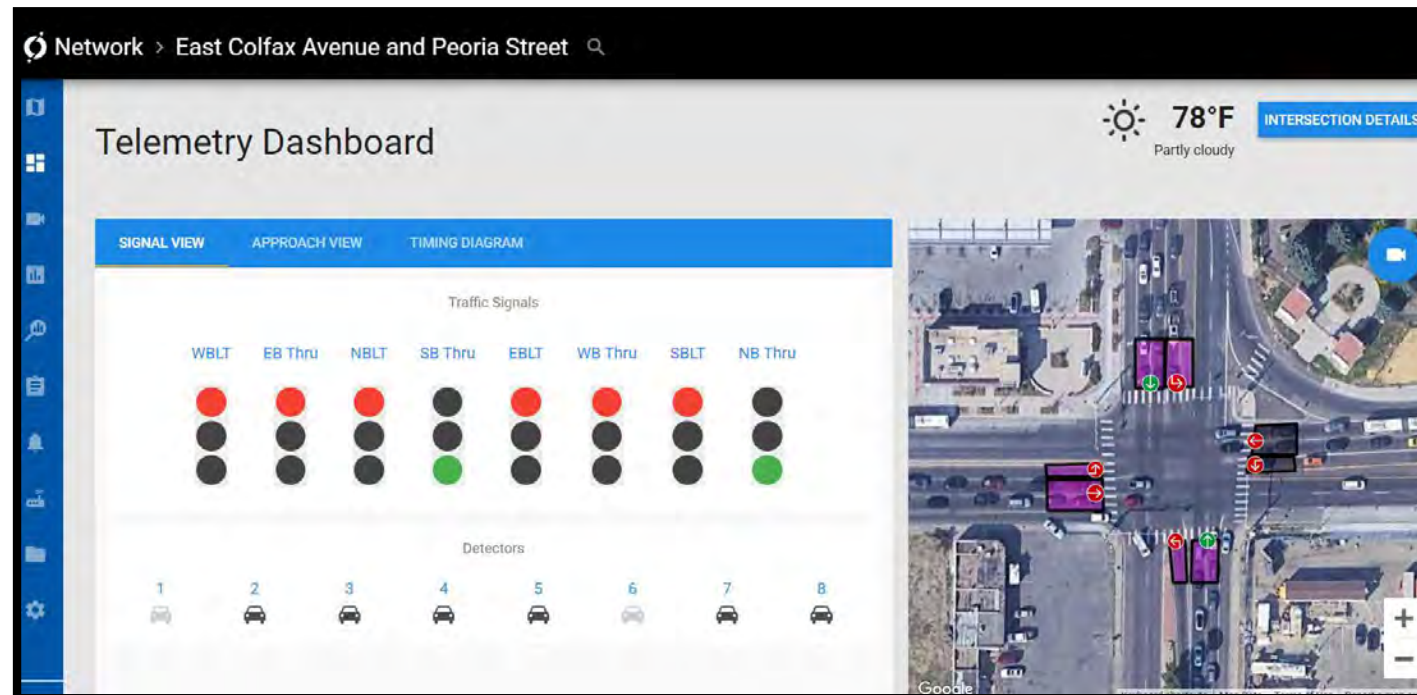 Network > East Colfax Avenue and Peoria Street
Telemetry Dashboard
78°F
Partly cloudy
INTERSECTION DETAILS
SIGNAL VIEW APPROACH VIEW TIMING DIAGRAM
Traffic Signals
WBLT EB Thru NBLT SB Thru EBLT WB Thru SBLT NB Thru
Detectors
1 2 3 4 5 6 7 8
+
−
Google